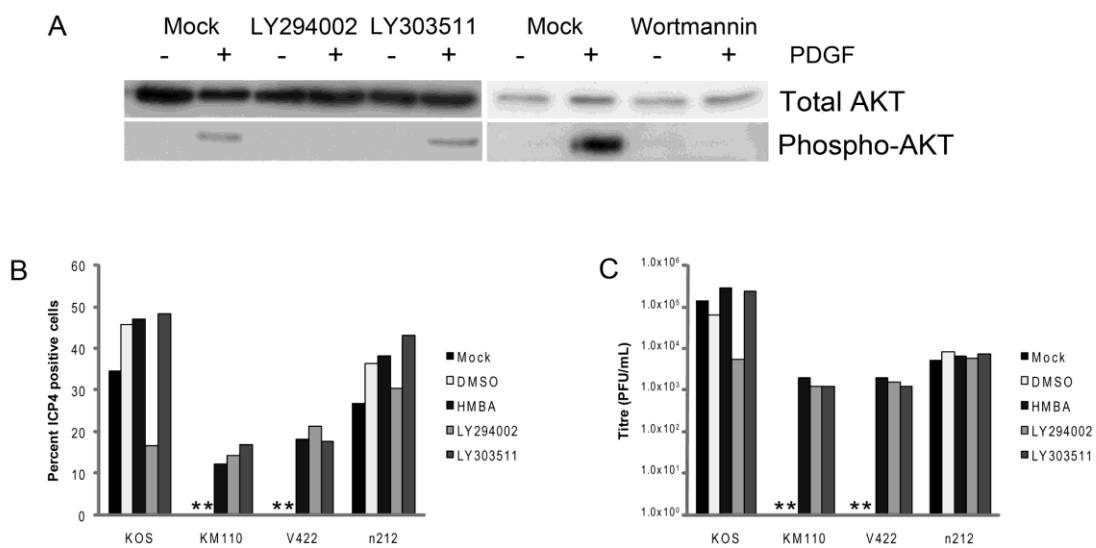 A
Mock LY294002 LY303511 Mock Wortmannin
- + - + - + - + - + PDGF
Total AKT
Phospho-AKT
B
Percent ICP4 positive cells
60
50
40
30
20
10
0
** **
KOS KM110 V422 n212
Mock
DMSO
HMBA
LY294002
LY303511
C
Titre (PFU/mL)
1.0x10⁶
1.0x10⁵
1.0x10⁴
1.0x10³
1.0x10²
1.0x10¹
1.0x10⁰
** **
KOS KM110 V422 n212
Mock
DMSO
HMBA
LY294002
LY303511